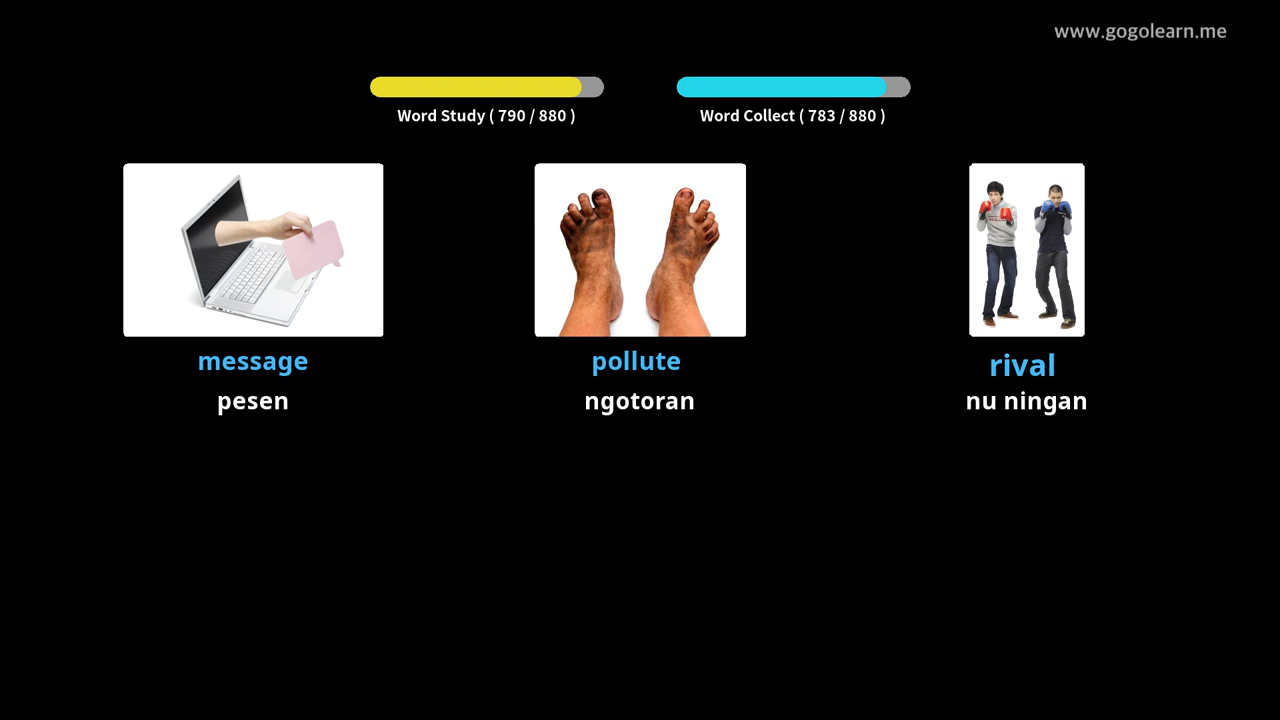 www.gogolearn.me
Word Study ( 790 / 880 )
Word Collect ( 783 / 880 )
message
pollute
rival
pesen
ngotoran
nu ningan